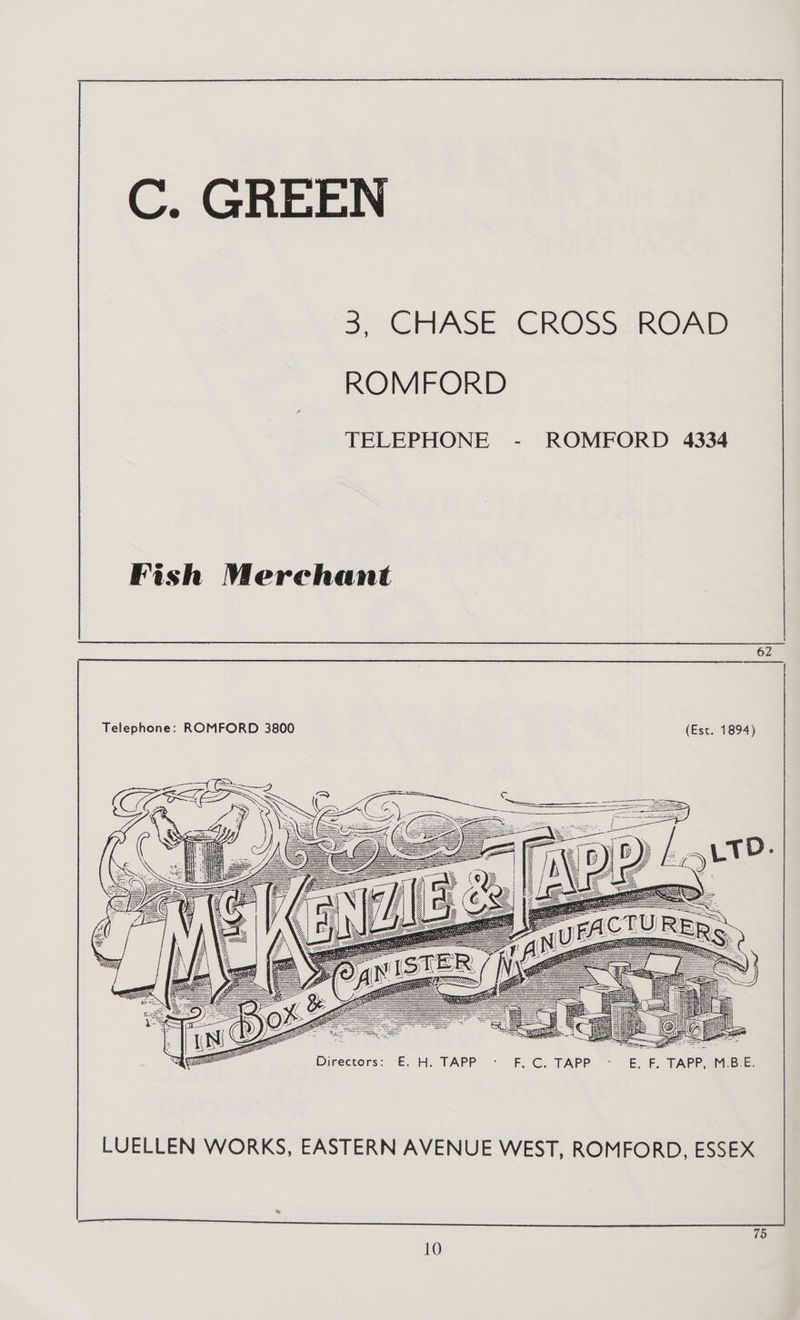 C. GREEN
3, CHASE CROSS ROAD
ROMFORD
TELEPHONE - ROMFORD 4334
Fish Merchant
62
Telephone: ROMFORD 3800 (Est. 1894)
McKENZIE & TAPP LTD.
TIN BOX & CANISTER MANUFACTURERS
Directors: E. H. TAPP · F. C. TAPP · E. F. TAPP, M.B.E.
LUELLEN WORKS, EASTERN AVENUE WEST, ROMFORD, ESSEX
75
10